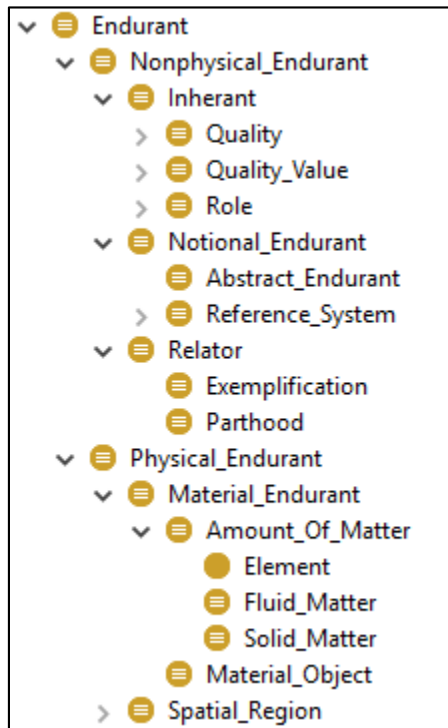 Endurant
Nonphysical_Endurant
Inherant
Quality
Quality_Value
Role
Notional_Endurant
Abstract_Endurant
Reference_System
Relator
Exemplification
Parthood
Physical_Endurant
Material_Endurant
Amount_Of_Matter
Element
Fluid_Matter
Solid_Matter
Material_Object
Spatial_Region